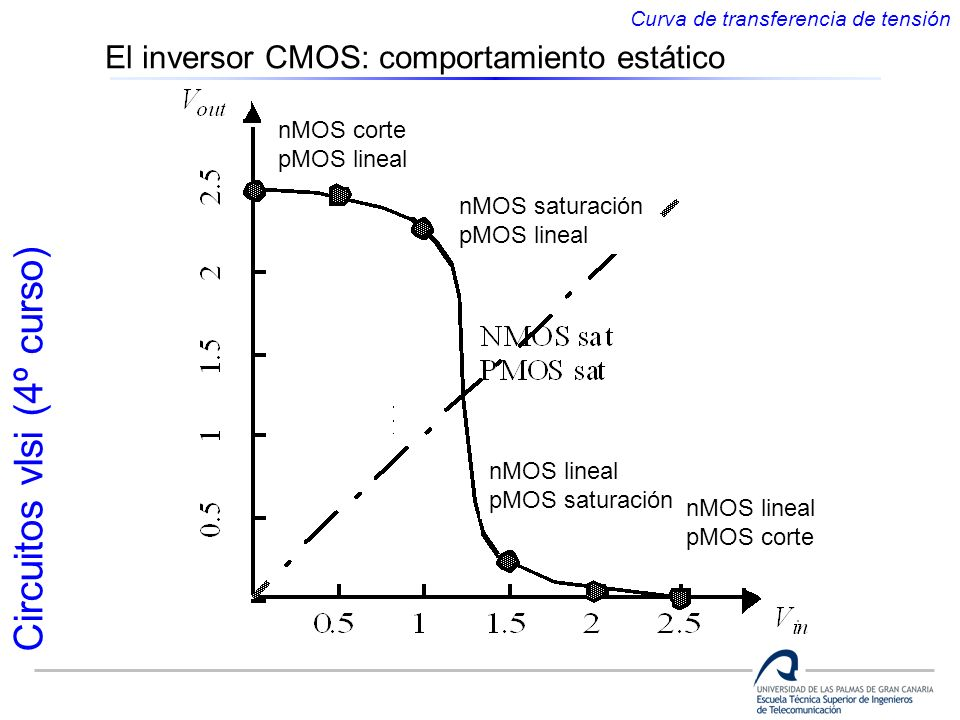 Curva de transferencia de tensión
El inversor CMOS: comportamiento estático
Circuitos vlsi (4º curso)
Vout
nMOS corte
pMOS lineal
2.5
nMOS saturación
pMOS lineal
2
NMOS sat
PMOS sat
1.5
1
nMOS lineal
pMOS saturación
nMOS lineal
pMOS corte
0.5
0.5 1 1.5 2 2.5 Vin
UNIVERSIDAD DE LAS PALMAS DE GRAN CANARIA
Escuela Técnica Superior de Ingenieros
de Telecomunicación